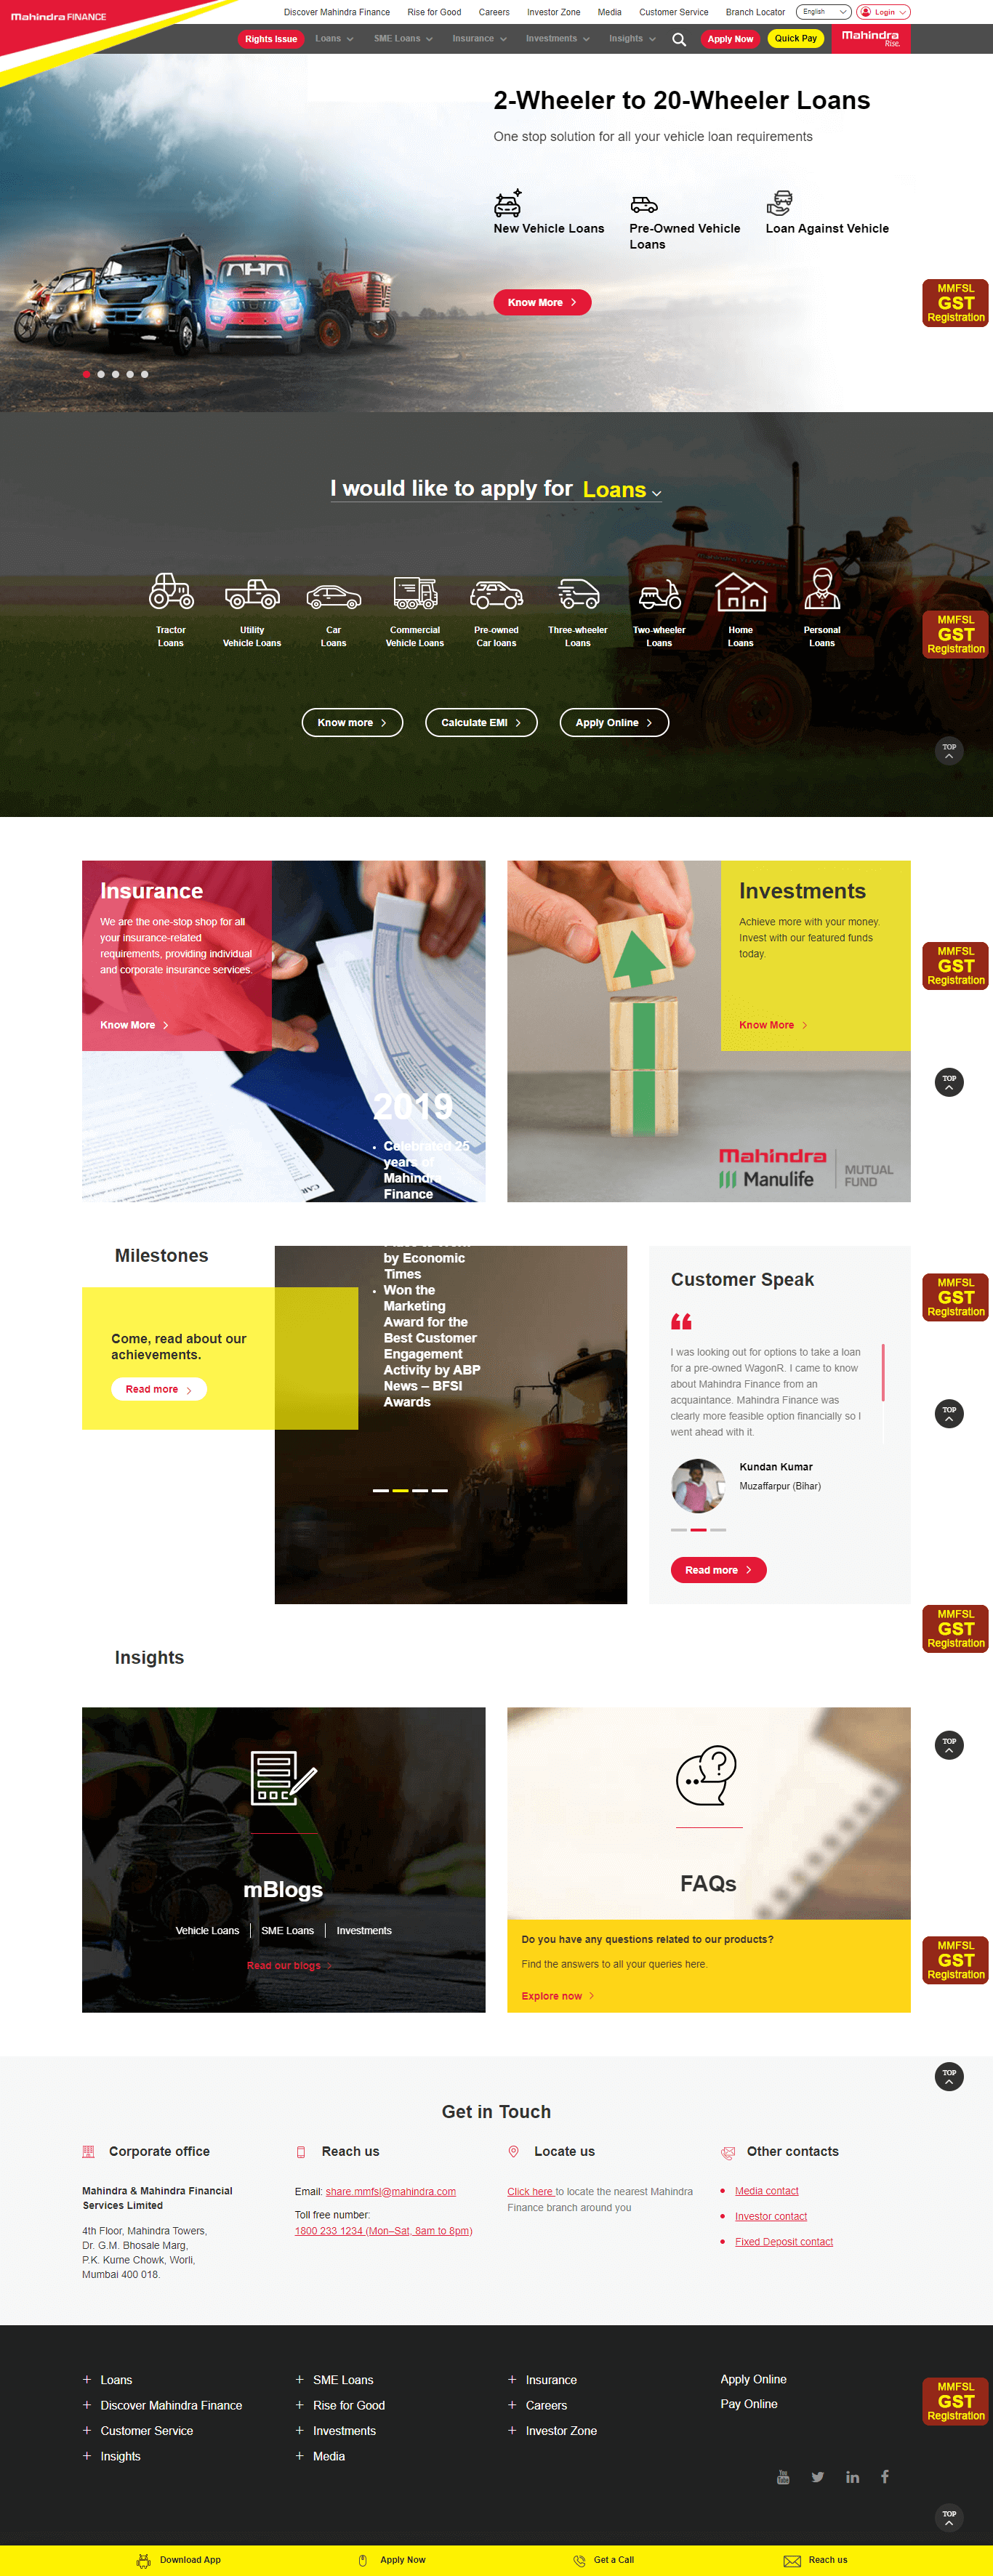 Mahindra FINANCE
Discover Mahindra Finance Rise for Good Careers Investor Zone Media Customer Service Branch Locator English Login
Rights Issue Loans SME Loans Insurance Investments Insights Apply Now Quick Pay Mahindra
Rise.
2-Wheeler to 20-Wheeler Loans
One stop solution for all your vehicle loan requirements
New Vehicle Loans
Pre-Owned Vehicle
Loans
Loan Against Vehicle
Know More
MMFSL
GST
Registration
I would like to apply for Loans
Tractor
Loans
Utility
Vehicle Loans
Car
Loans
Commercial
Vehicle Loans
Pre-owned
Car loans
Three-wheeler
Loans
Two-wheeler
Loans
Home
Loans
Personal
Loans
MMFSL
GST
Registration
Know more
Calculate EMI
Apply Online
TOP
Insurance
We are the one-stop shop for all
your insurance-related
requirements, providing individual
and corporate insurance services.
Know More
2019
Celebrated 25
years of
Mahindra
Finance
Investments
Achieve more with your money.
Invest with our featured funds
today.
Know More
Mahindra
Manulife
MUTUAL
FUND
MMFSL
GST
Registration
TOP
Milestones
Come, read about our
achievements.
Read more
by Economic
Times
Won the
Marketing
Award for the
Best Customer
Engagement
Activity by ABP
News – BFSI
Awards
Customer Speak
I was looking out for options to take a loan
for a pre-owned WagonR. I came to know
about Mahindra Finance from an
acquaintance. Mahindra Finance was
clearly more feasible option financially so I
went ahead with it.
Kundan Kumar
Muzaffarpur (Bihar)
Read more
MMFSL
GST
Registration
TOP
MMFSL
GST
Registration
Insights
mBlogs
Vehicle Loans SME Loans Investments
Read our blogs
FAQs
Do you have any questions related to our products?
Find the answers to all your queries here.
Explore now
TOP
MMFSL
GST
Registration
TOP
Get in Touch
Corporate office
Mahindra & Mahindra Financial
Services Limited
4th Floor, Mahindra Towers,
Dr. G.M. Bhosale Marg,
P.K. Kurne Chowk, Worli,
Mumbai 400 018.
Reach us
Email: share.mmfsl@mahindra.com
Toll free number:
1800 233 1234 (Mon–Sat, 8am to 8pm)
Locate us
Click here to locate the nearest Mahindra
Finance branch around you
Other contacts
Media contact
Investor contact
Fixed Deposit contact
Loans
Discover Mahindra Finance
Customer Service
Insights
SME Loans
Rise for Good
Investments
Media
Insurance
Careers
Investor Zone
Apply Online
Pay Online
MMFSL
GST
Registration
TOP
Download App
Apply Now
Get a Call
Reach us